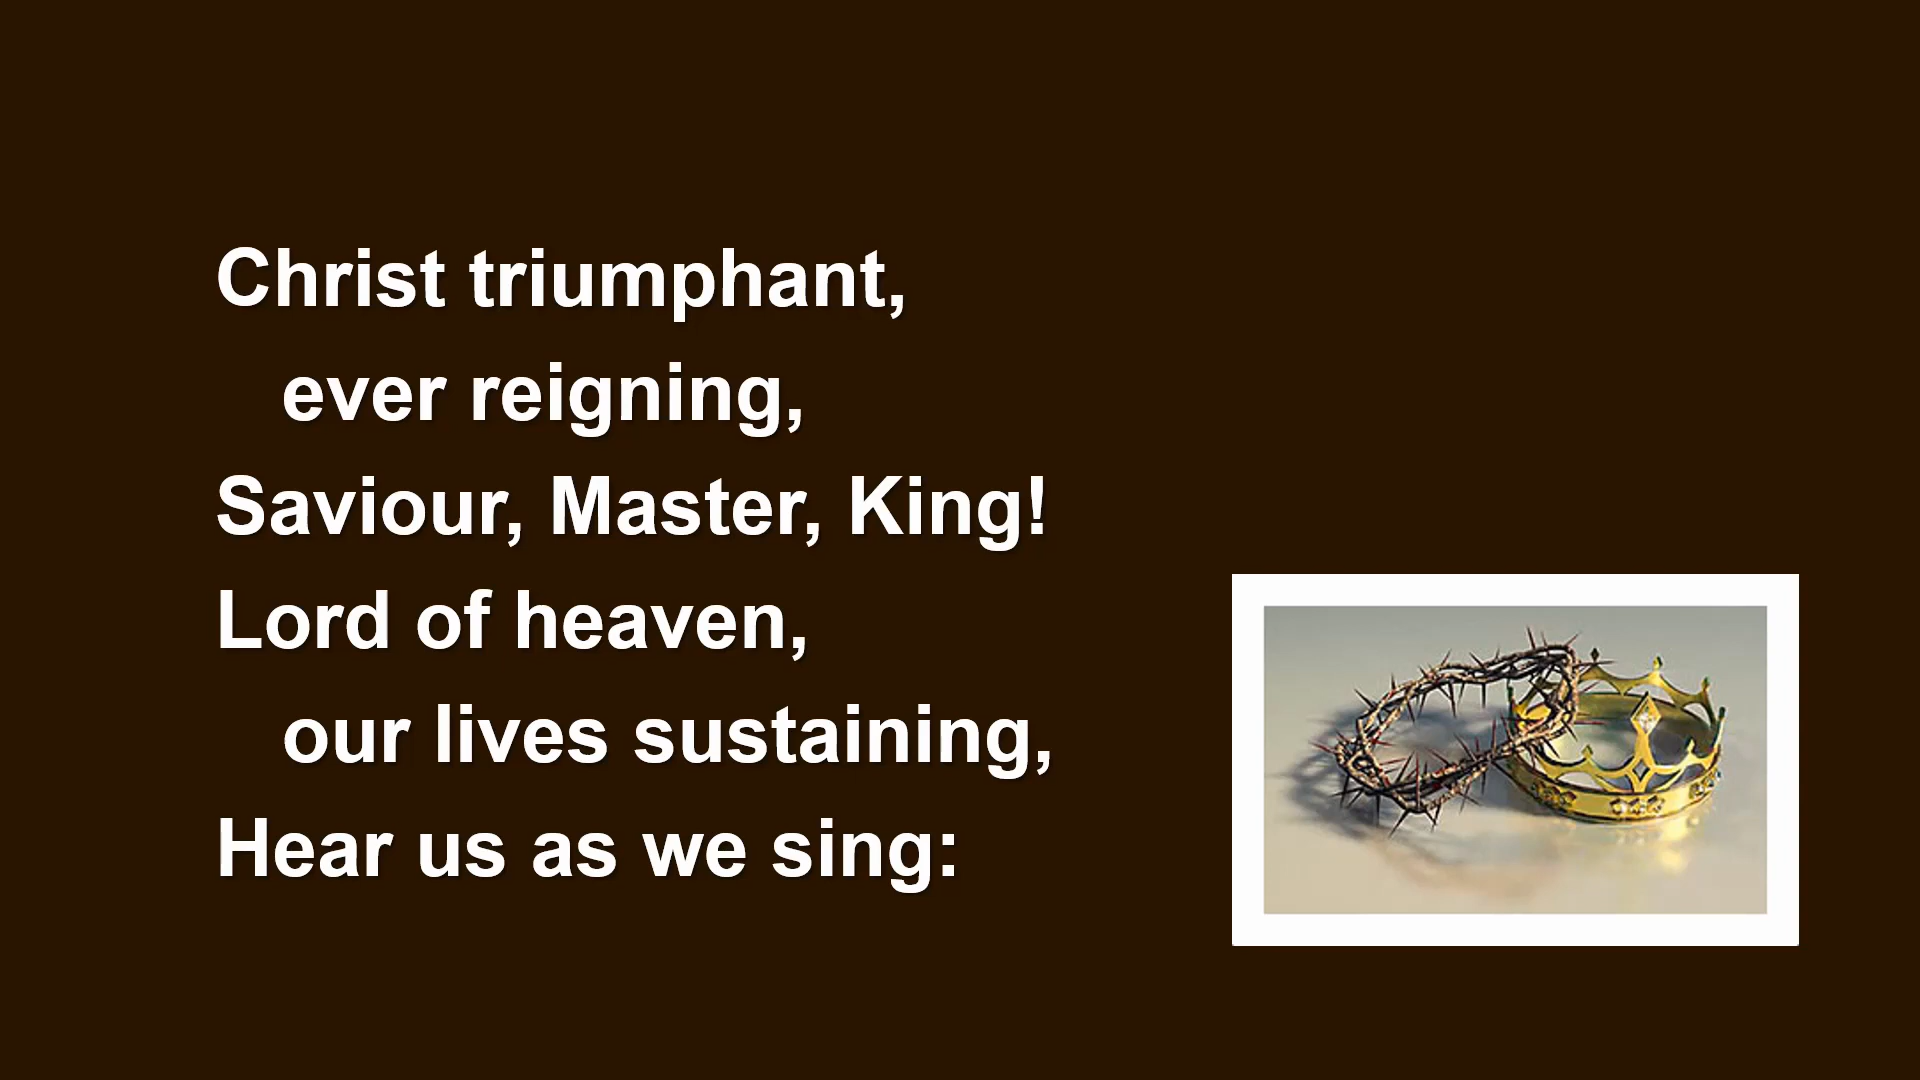 Christ triumphant,
ever reigning,
Saviour, Master, King!
Lord of heaven,
our lives sustaining,
Hear us as we sing: